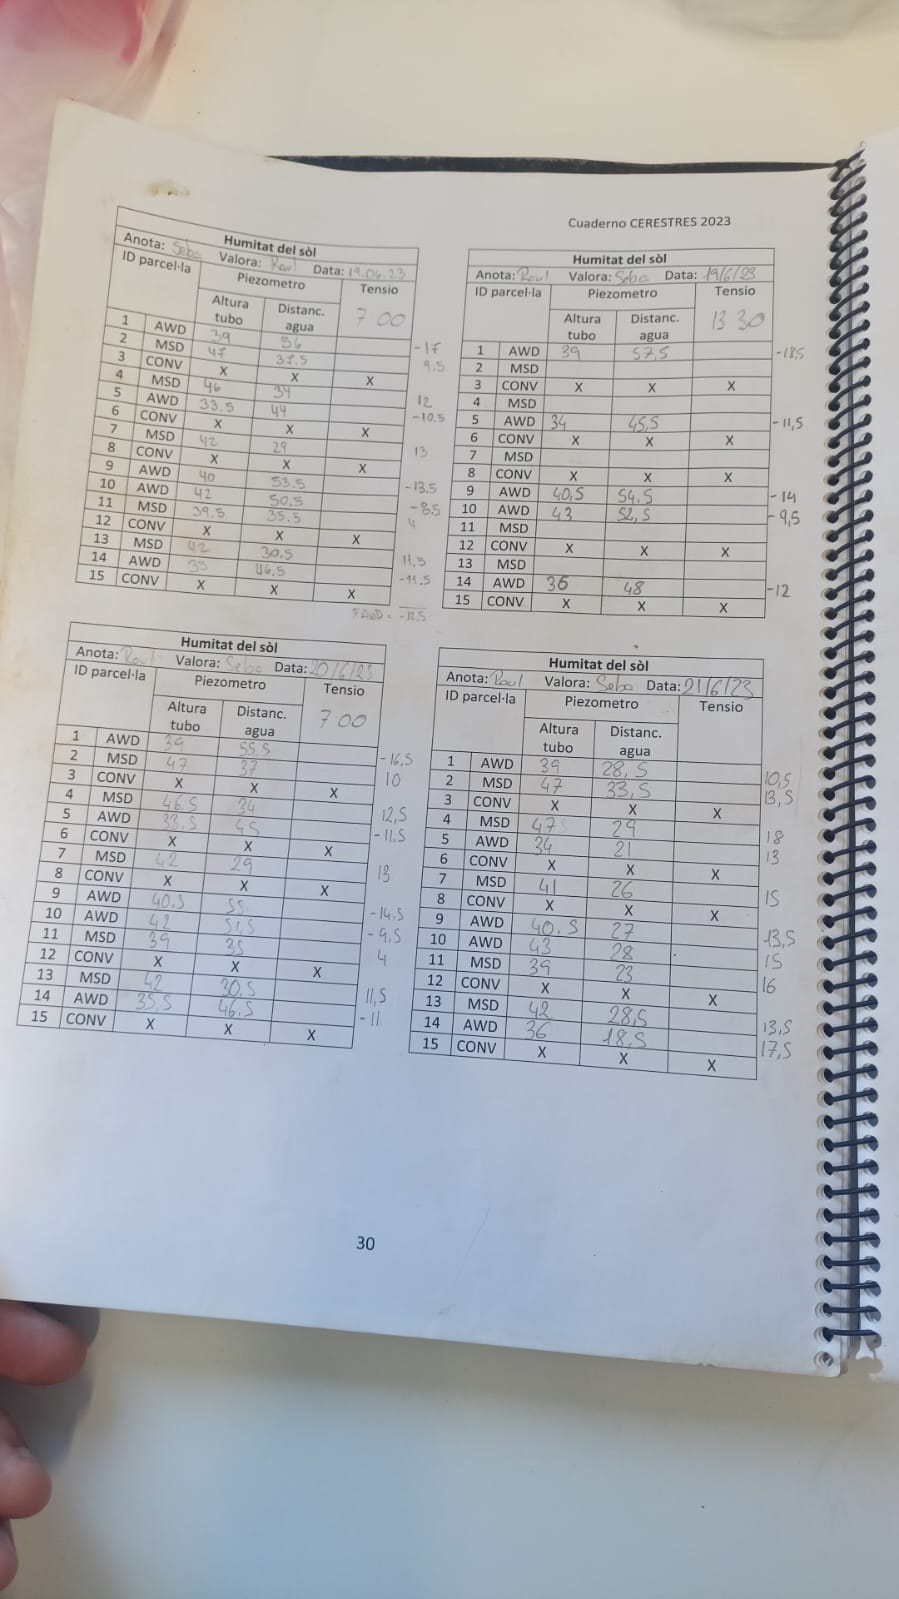 Cuaderno CERESTRES 2023
Humitat del sòl
Anota: Seba Valora: Raul Data: 19.06.23
ID parcel·la Piezometro Tensio
Altura tubo Distanc. agua 7 00
1 AWD 39 56 -17
2 MSD 47 37.5 9.5
3 CONV X X X
4 MSD 46 34 12
5 AWD 33.5 44 -10.5
6 CONV X X X
7 MSD 42 29 13
8 CONV X X X
9 AWD 40 53.5 -13.5
10 AWD 42 50.5 -8.5
11 MSD 39.5 35.5 4
12 CONV X X X
13 MSD 42 30.5 11.5
14 AWD 35 46.5 -11.5
15 CONV X X X
AWD = -12.5
Humitat del sòl
Anota: Raul Valora: Seba Data: 19/6/23
ID parcel·la Piezometro Tensio
Altura tubo Distanc. agua 13 30
1 AWD 39 57,5 -18,5
2 MSD
3 CONV X X X
4 MSD
5 AWD 34 45,5 -11,5
6 CONV X X X
7 MSD
8 CONV X X X
9 AWD 40,5 54,5 -14
10 AWD 43 52,5 -9,5
11 MSD
12 CONV X X X
13 MSD
14 AWD 36 48 -12
15 CONV X X X
Humitat del sòl
Anota: Raul Valora: Seba Data: 20/6/23
ID parcel·la Piezometro Tensio
Altura tubo Distanc. agua 7 00
1 AWD 39 55.5 -16,5
2 MSD 47 37 10
3 CONV X X X
4 MSD 46.5 34 12,5
5 AWD 33.5 45 -11.5
6 CONV X X X
7 MSD 42 29 13
8 CONV X X X
9 AWD 40.5 55 -14.5
10 AWD 42 51,5 -9.5
11 MSD 39 35 4
12 CONV X X X
13 MSD 42 30,5 11,5
14 AWD 35,5 46.5 -11
15 CONV X X X
Humitat del sòl
Anota: Raul Valora: Seba Data: 21/6/23
ID parcel·la Piezometro Tensio
Altura tubo Distanc. agua
1 AWD 39 28,5 10,5
2 MSD 47 33,5 13,5
3 CONV X X X
4 MSD 47 29 18
5 AWD 34 21 13
6 CONV X X X
7 MSD 41 26 15
8 CONV X X X
9 AWD 40.5 27 13,5
10 AWD 43 28 15
11 MSD 39 23 16
12 CONV X X X
13 MSD 42 28,5 13,5
14 AWD 36 18,5 17,5
15 CONV X X X
30